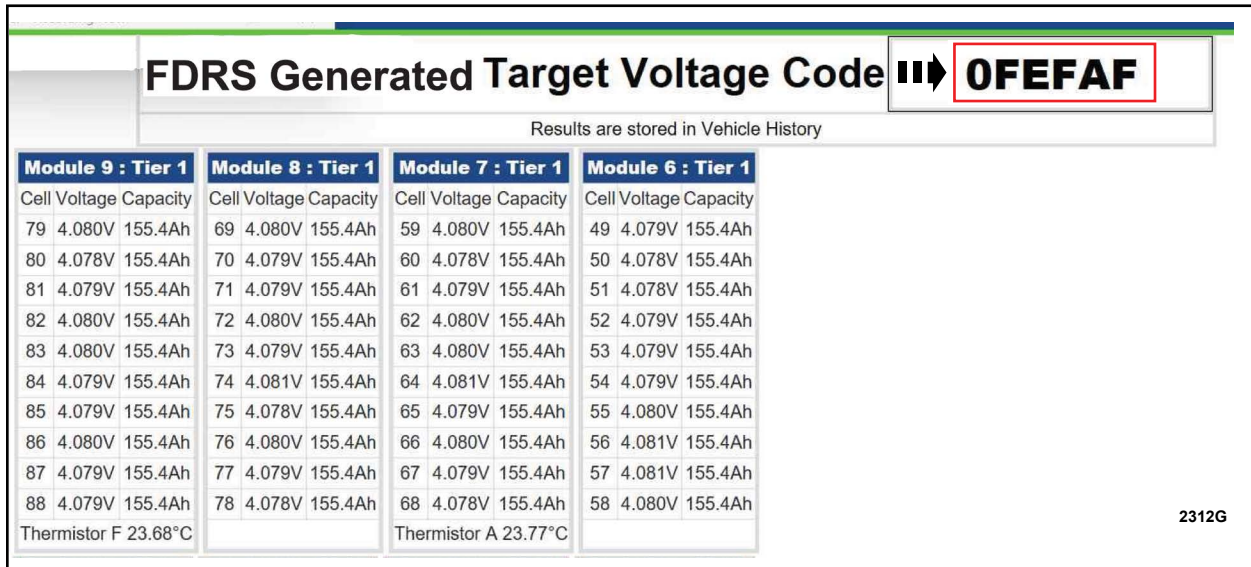 FDRS Generated Target Voltage Code 0FEFAF
Results are stored in Vehicle History
Module 9 : Tier 1 Module 8 : Tier 1 Module 7 : Tier 1 Module 6 : Tier 1
Cell Voltage Capacity Cell Voltage Capacity Cell Voltage Capacity Cell Voltage Capacity
79 4.080V 155.4Ah 69 4.080V 155.4Ah 59 4.080V 155.4Ah 49 4.079V 155.4Ah
80 4.078V 155.4Ah 70 4.079V 155.4Ah 60 4.078V 155.4Ah 50 4.078V 155.4Ah
81 4.079V 155.4Ah 71 4.079V 155.4Ah 61 4.079V 155.4Ah 51 4.078V 155.4Ah
82 4.080V 155.4Ah 72 4.080V 155.4Ah 62 4.080V 155.4Ah 52 4.079V 155.4Ah
83 4.080V 155.4Ah 73 4.079V 155.4Ah 63 4.080V 155.4Ah 53 4.079V 155.4Ah
84 4.079V 155.4Ah 74 4.081V 155.4Ah 64 4.081V 155.4Ah 54 4.079V 155.4Ah
85 4.079V 155.4Ah 75 4.078V 155.4Ah 65 4.079V 155.4Ah 55 4.080V 155.4Ah
86 4.080V 155.4Ah 76 4.080V 155.4Ah 66 4.080V 155.4Ah 56 4.081V 155.4Ah
87 4.079V 155.4Ah 77 4.079V 155.4Ah 67 4.079V 155.4Ah 57 4.081V 155.4Ah
88 4.079V 155.4Ah 78 4.078V 155.4Ah 68 4.078V 155.4Ah 58 4.080V 155.4Ah
Thermistor F 23.68°C Thermistor A 23.77°C
2312G